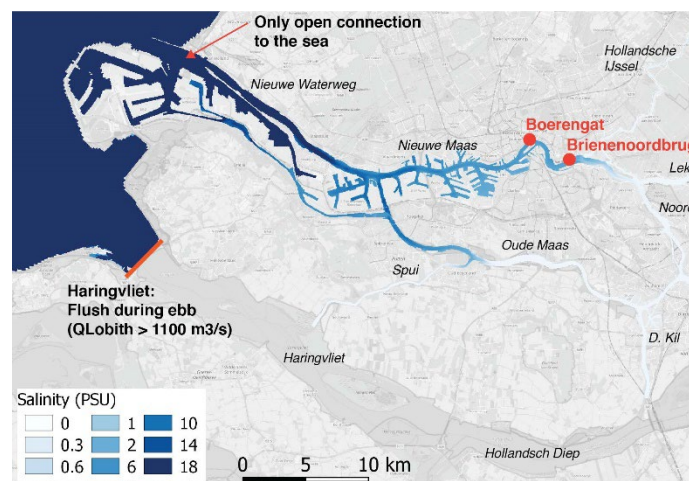 Only open connection
to the sea
Hollandsche
IJssel
Nieuwe Waterweg
Boerengat
Nieuwe Maas
Brienenoordbrug
Lek
Noord
Oude Maas
Spui
Haringvliet:
Flush during ebb
(QLobith > 1100 m3/s)
D. Kil
Haringvliet
Salinity (PSU)
0 1 10
0.3 2 14
0.6 6 18
Hollandsch Diep
0 5 10 km